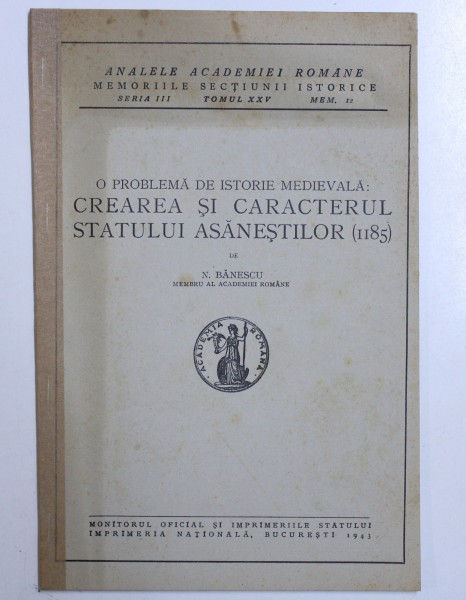 ANALELE ACADEMIEI ROMÂNE
MEMORIILE SECȚIUNII ISTORICE
SERIA III TOMUL XXV MEM. 12
O PROBLEMĂ DE ISTORIE MEDIEVALĂ:
CREAREA ȘI CARACTERUL
STATULUI ASĂNEȘTILOR (1185)
DE
N. BĂNESCU
MEMBRU AL ACADEMIEI ROMÂNE
ACADEMIA ROMANA
MONITORUL OFICIAL ȘI IMPRIMERIILE STATULUI
IMPRIMERIA NAȚIONALĂ, BUCUREȘTI 1943